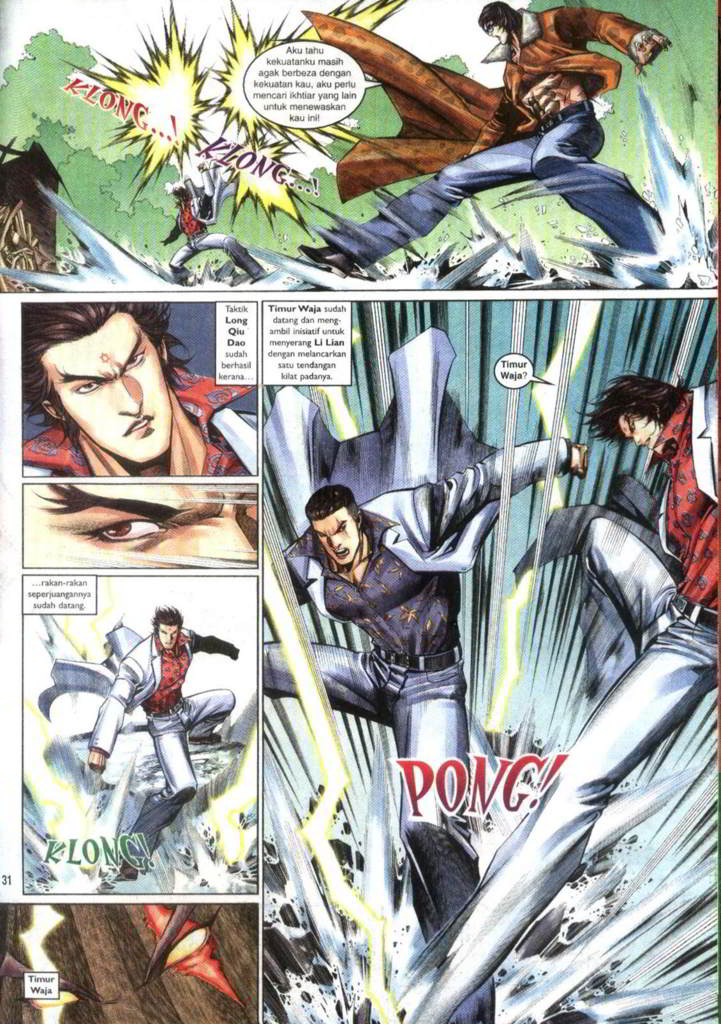 Aku tahu
kekuatanku masih
agak berbeza dengan
kekuatan kau, aku perlu
mencari ikhtiar yang lain
untuk menewaskan
kau ini!
KLONG...!
KLONG...!
Taktik
Long
Qiu
Dao
sudah
berhasil
kerana...
...rakan-rakan
seperjuangannya
sudah datang.
KLONG!
Timur
Waja
Timur Waja sudah
datang dan meng-
ambil inisiatif untuk
menyerang Li Lian
dengan melancarkan
satu tendangan
kilat padanya.
Timur
Waja?
PONG!
31